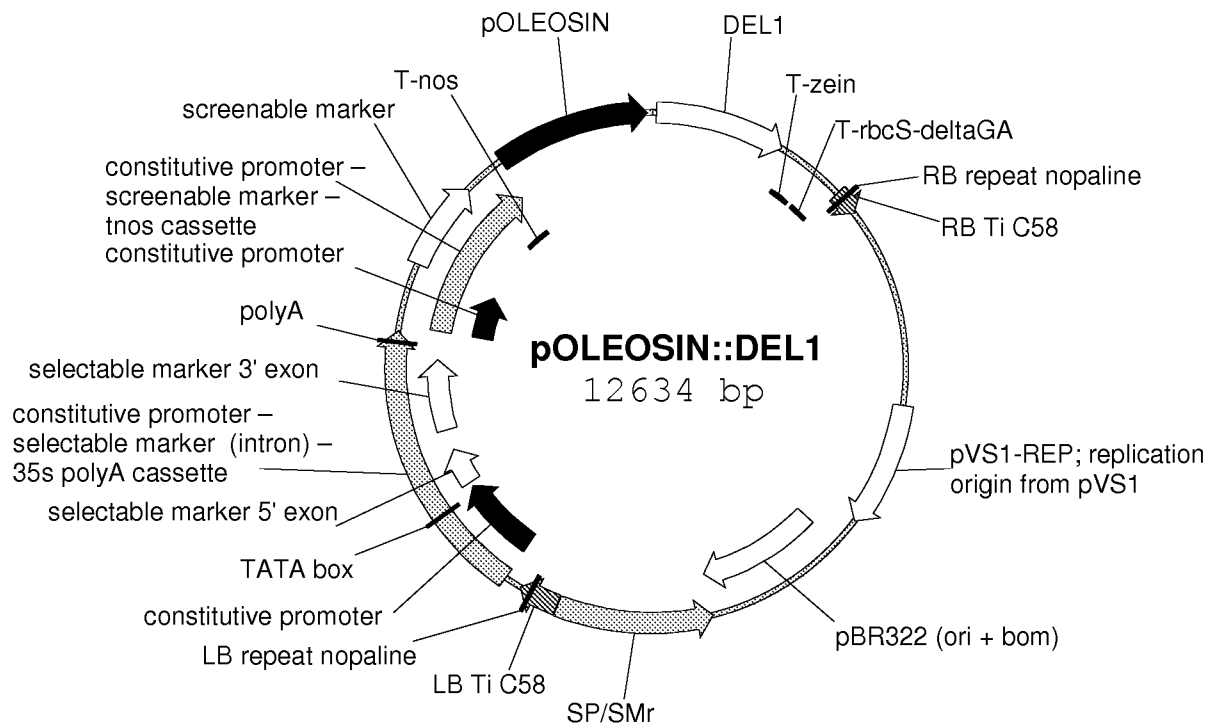 pOLEOSIN
DEL1
T-nos
T-zein
screenable marker
T-rbcS-deltaGA
constitutive promoter –
screenable marker –
tnos cassette
RB repeat nopaline
RB Ti C58
constitutive promoter
polyA
pOLEOSIN::DEL1
12634 bp
selectable marker 3' exon
constitutive promoter –
selectable marker (intron) –
35s polyA cassette
pVS1-REP; replication
origin from pVS1
selectable marker 5' exon
TATA box
constitutive promoter
pBR322 (ori + bom)
LB repeat nopaline
LB Ti C58
SP/SMr